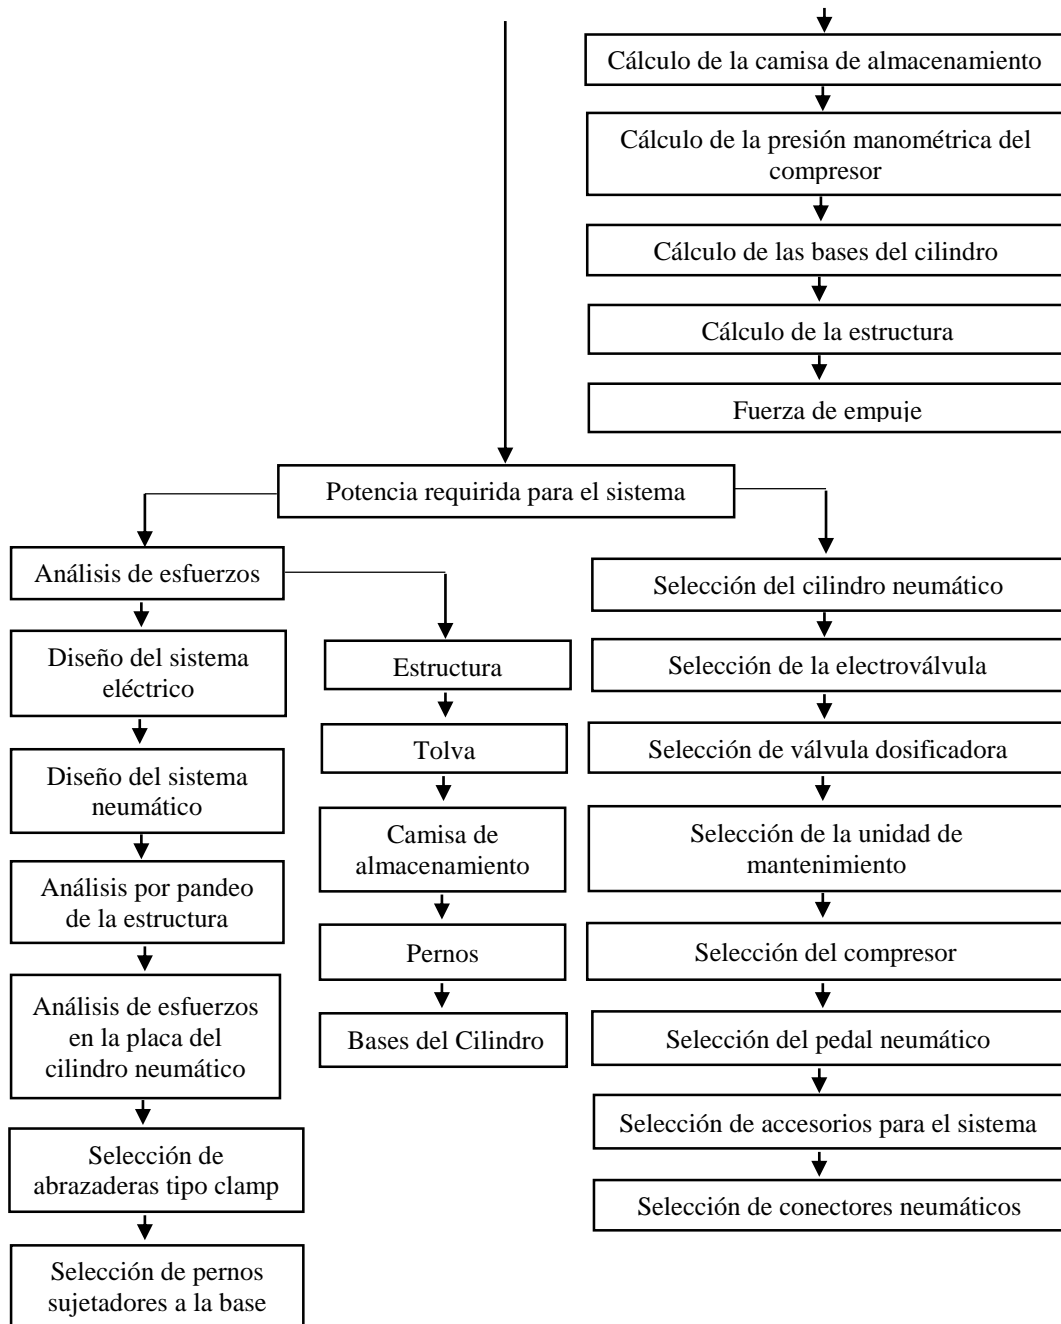 Cálculo de la camisa de almacenamiento
Cálculo de la presión manométrica del
compresor
Cálculo de las bases del cilindro
Cálculo de la estructura
Fuerza de empuje
Potencia requirida para el sistema
Análisis de esfuerzos
Diseño del sistema
eléctrico
Diseño del sistema
neumático
Análisis por pandeo
de la estructura
Análisis de esfuerzos
en la placa del
cilindro neumático
Selección de
abrazaderas tipo clamp
Selección de pernos
sujetadores a la base
Estructura
Tolva
Camisa de
almacenamiento
Pernos
Bases del Cilindro
Selección del cilindro neumático
Selección de la electroválvula
Selección de válvula dosificadora
Selección de la unidad de
mantenimiento
Selección del compresor
Selección del pedal neumático
Selección de accesorios para el sistema
Selección de conectores neumáticos